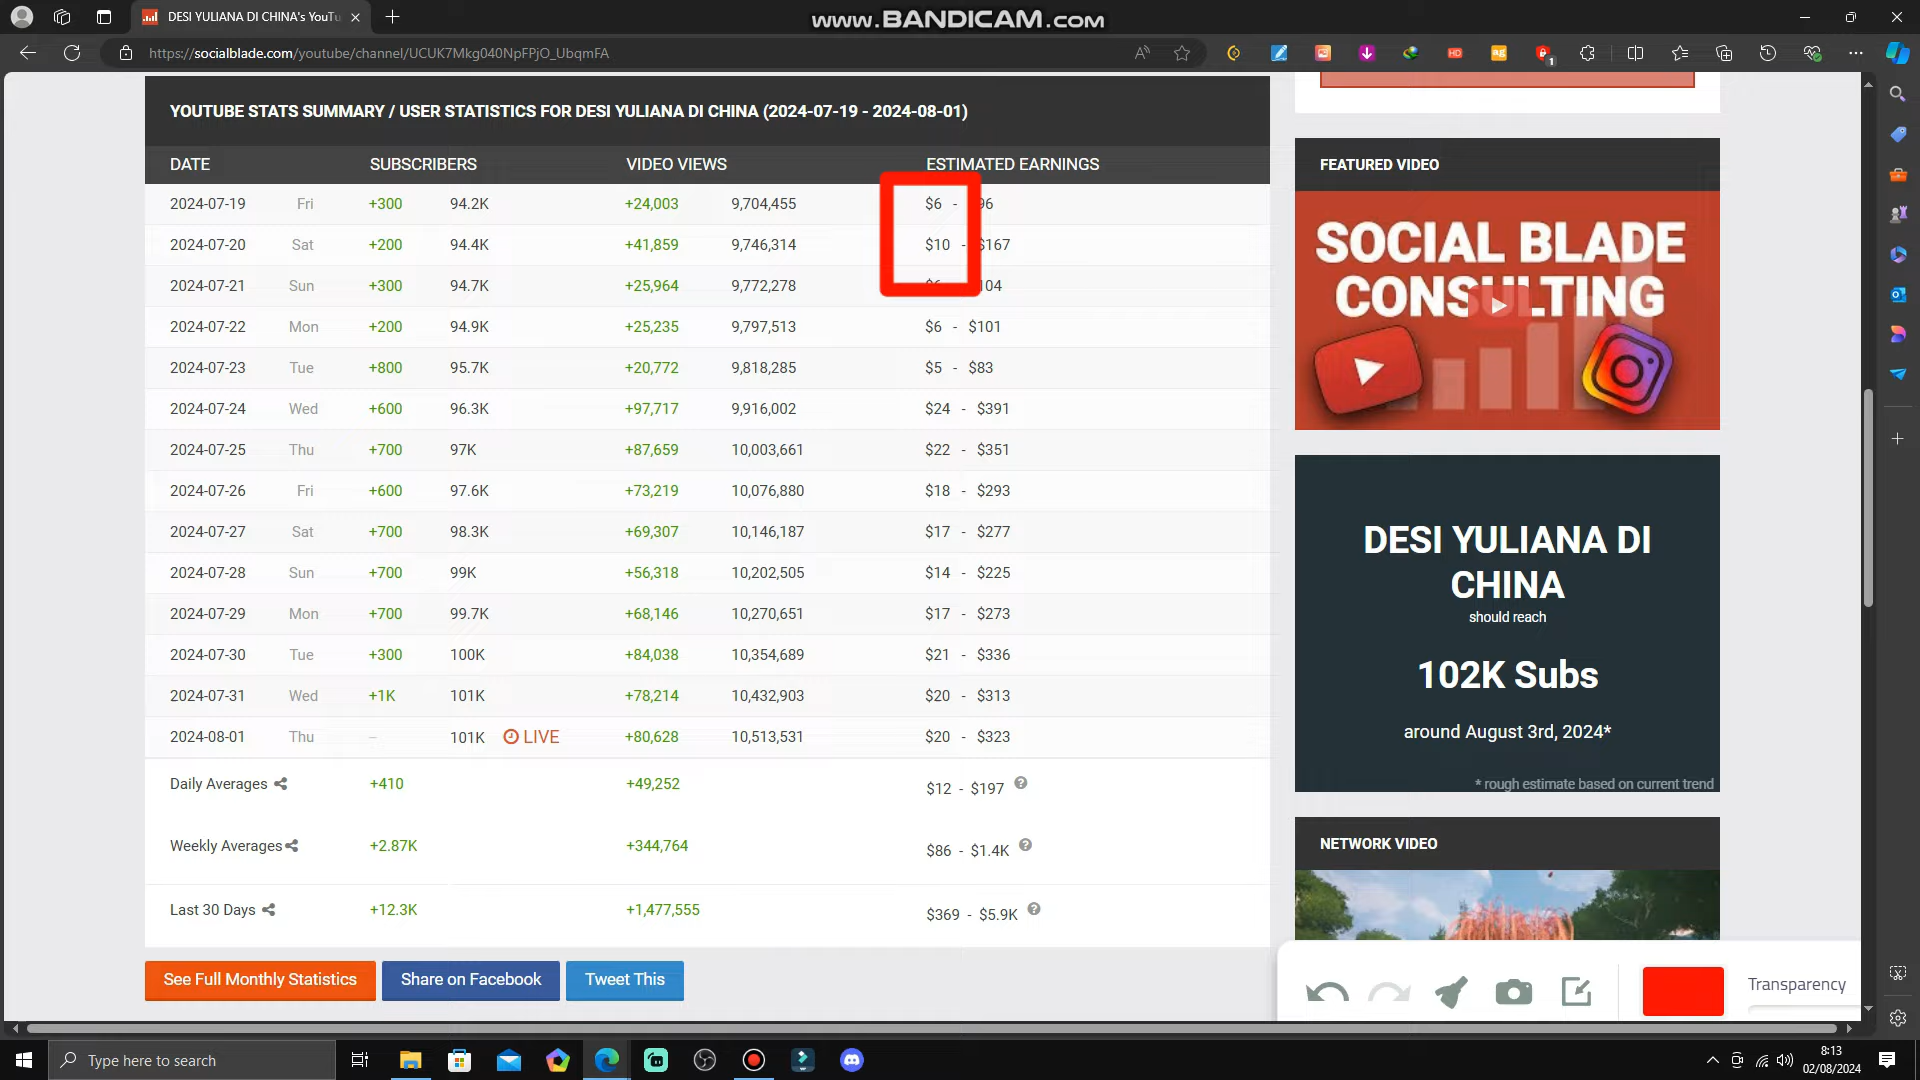 www.BANDICAM.com
DESI YULIANA DI CHINA's YouTu
https://socialblade.com/youtube/channel/UCUK7Mkg040NpFPjO_UbqmFA
YOUTUBE STATS SUMMARY / USER STATISTICS FOR DESI YULIANA DI CHINA (2024-07-19 - 2024-08-01)
DATE SUBSCRIBERS VIDEO VIEWS ESTIMATED EARNINGS
2024-07-19 Fri +300 94.2K +24,003 9,704,455 $6 - 96
2024-07-20 Sat +200 94.4K +41,859 9,746,314 $10 - $167
2024-07-21 Sun +300 94.7K +25,964 9,772,278 $6 104
2024-07-22 Mon +200 94.9K +25,235 9,797,513 $6 - $101
2024-07-23 Tue +800 95.7K +20,772 9,818,285 $5 - $83
2024-07-24 Wed +600 96.3K +97,717 9,916,002 $24 - $391
2024-07-25 Thu +700 97K +87,659 10,003,661 $22 - $351
2024-07-26 Fri +600 97.6K +73,219 10,076,880 $18 - $293
2024-07-27 Sat +700 98.3K +69,307 10,146,187 $17 - $277
2024-07-28 Sun +700 99K +56,318 10,202,505 $14 - $225
2024-07-29 Mon +700 99.7K +68,146 10,270,651 $17 - $273
2024-07-30 Tue +300 100K +84,038 10,354,689 $21 - $336
2024-07-31 Wed +1K 101K +78,214 10,432,903 $20 - $313
2024-08-01 Thu -- 101K LIVE +80,628 10,513,531 $20 - $323
Daily Averages +410 +49,252 $12 - $197
Weekly Averages +2.87K +344,764 $86 - $1.4K
Last 30 Days +12.3K +1,477,555 $369 - $5.9K
See Full Monthly Statistics Share on Facebook Tweet This
FEATURED VIDEO
SOCIAL BLADE
CONSULTING
DESI YULIANA DI
CHINA
should reach
102K Subs
around August 3rd, 2024*
* rough estimate based on current trend
NETWORK VIDEO
Transparency
Type here to search
8:13
02/08/2024